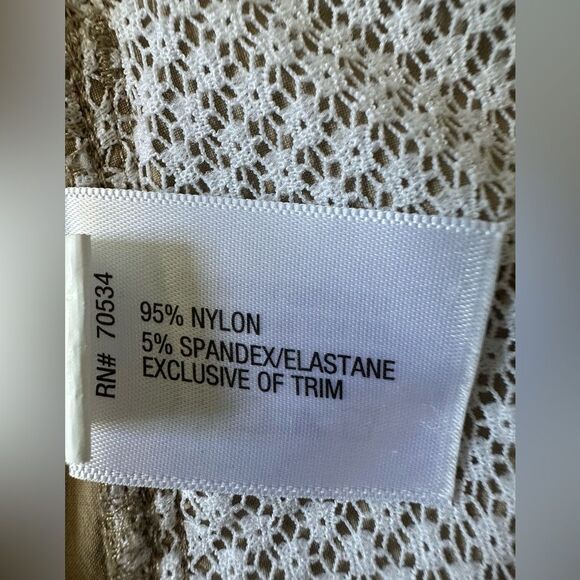 RN# 70534
95% NYLON
5% SPANDEX/ELASTANE
EXCLUSIVE OF TRIM